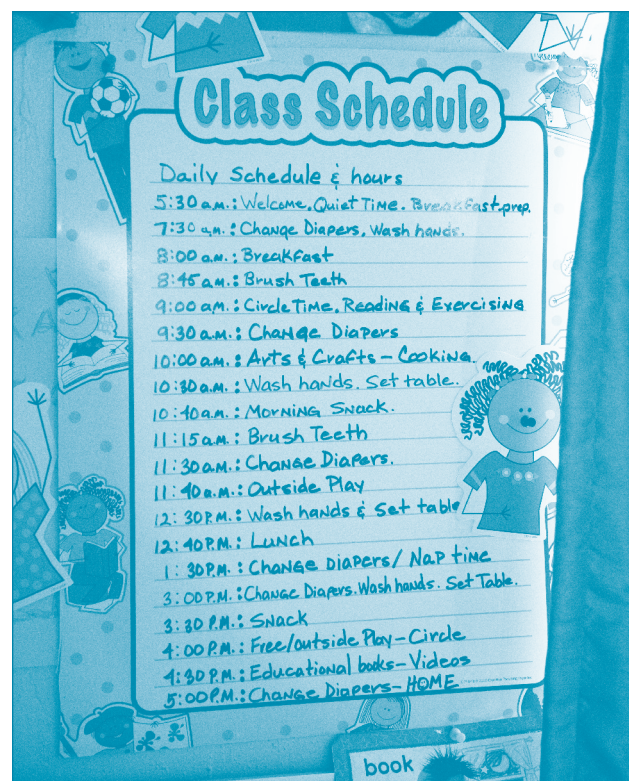 Class Schedule
Daily Schedule & hours
5:30 a.m.: Welcome. Quiet Time. Breakfast prep.
7:30 a.m.: Change Diapers. Wash hands.
8:00 am.: Breakfast
8:45 a.m.: Brush Teeth
9:00 am.: Circle Time. Reading & Exercising
9:30 a.m.: Change Diapers
10:00 a.m.: Arts & Crafts – Cooking.
10:30 a.m.: Wash hands. Set table.
10:40 a.m.: Morning Snack.
11:15 a.m.: Brush Teeth
11:30 a.m.: Change Diapers.
11:40 a.m.: Outside Play
12:30 P.M.: Wash hands & Set table
12:40 P.M.: Lunch
1:30 P.M.: Change Diapers/ Nap time
3:00 P.M.: Change Diapers. Wash hands. Set Table.
3:30 P.M.: Snack
4:00 P.M.: Free/outside Play – Circle
4:30 P.M.: Educational books – Videos
5:00 P.M.: Change Diapers – HOME
book